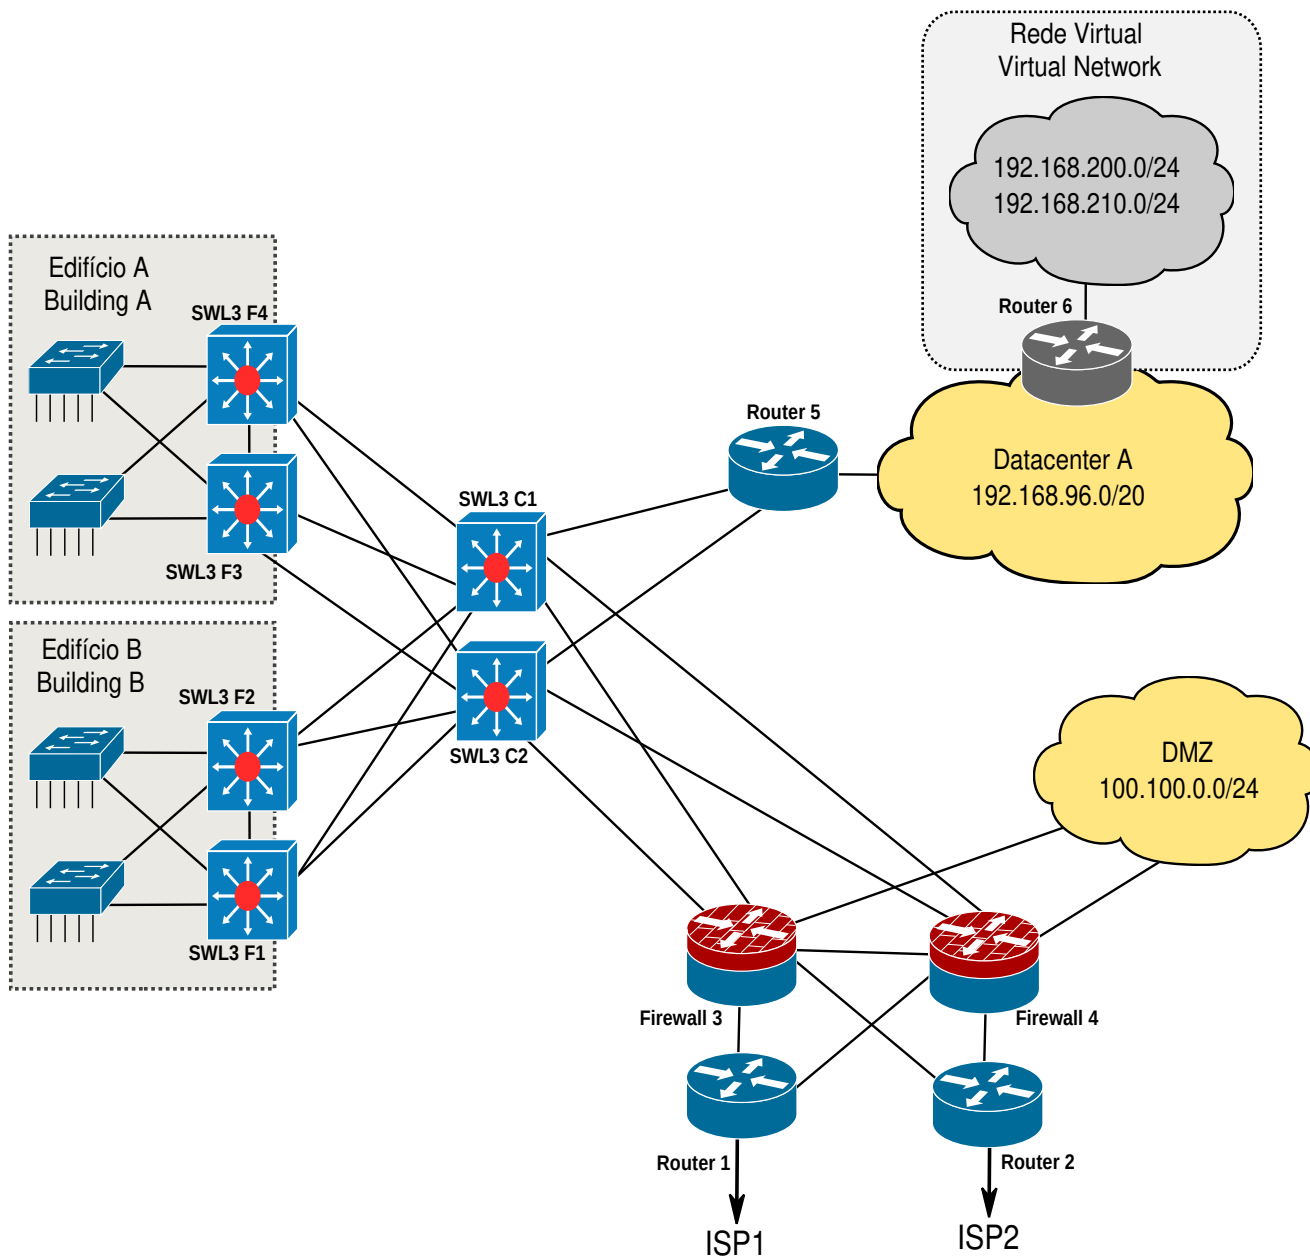 Rede Virtual
Virtual Network
192.168.200.0/24
192.168.210.0/24
Router 6
Edifício A
Building A
SWL3 F4
SWL3 F3
Router 5
Datacenter A
192.168.96.0/20
SWL3 C1
SWL3 C2
Edifício B
Building B
SWL3 F2
SWL3 F1
DMZ
100.100.0.0/24
Firewall 3
Firewall 4
Router 1
Router 2
ISP1
ISP2